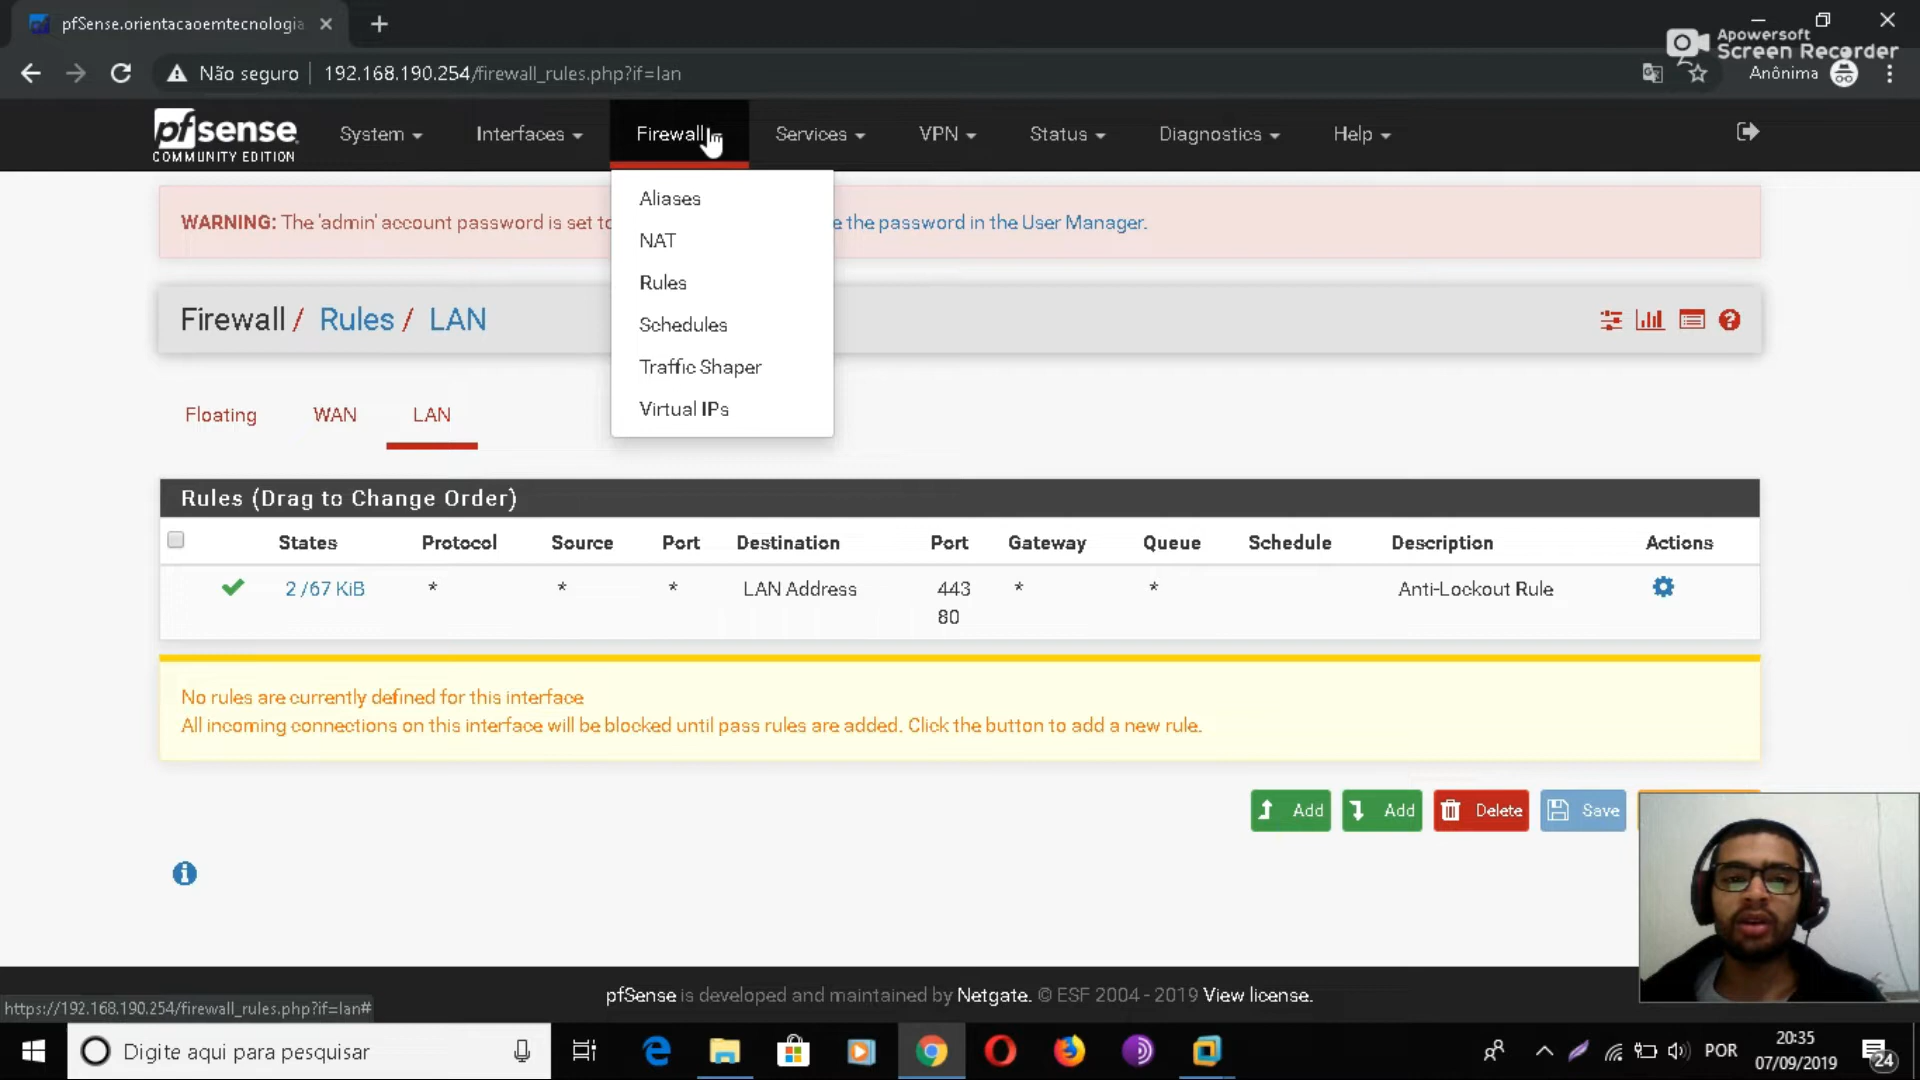 pfSense.orientacaoemtecnologia
Apowersoft
Screen Recorder
Não seguro
192.168.190.254/firewall_rules.php?if=lan
Anônima
pfsense
COMMUNITY EDITION
System
Interfaces
Firewall
Services
VPN
Status
Diagnostics
Help
Aliases
NAT
Rules
Schedules
Traffic Shaper
Virtual IPs
WARNING: The 'admin' account password is set to
the password in the User Manager.
Firewall / Rules / LAN
Floating
WAN
LAN
Rules (Drag to Change Order)
States Protocol Source Port Destination Port Gateway Queue Schedule Description Actions
2 /67 KiB * * * LAN Address 443 * * Anti-Lockout Rule
80
No rules are currently defined for this interface
All incoming connections on this interface will be blocked until pass rules are added. Click the button to add a new rule.
Add
Add
Delete
Save
pfSense is developed and maintained by Netgate. © ESF 2004 - 2019 View license.
https://192.168.190.254/firewall_rules.php?if=lan#
Digite aqui para pesquisar
POR
20:35
07/09/2019
24